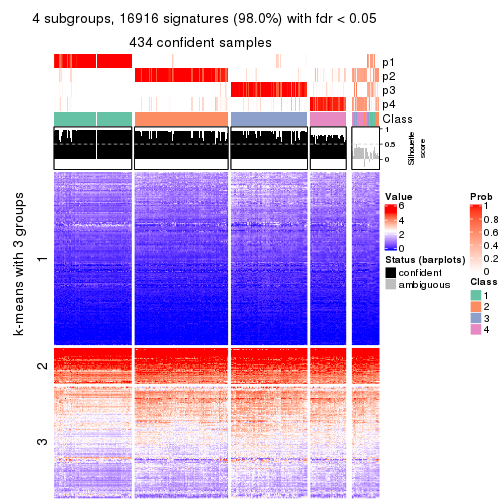 4 subgroups, 16916 signatures (98.0%) with fdr < 0.05
434 confident samples
p1
p2
p3
p4
Class
1
0.5
0
Silhouette
score
k-means with 3 groups
1
2
3
Value
6
4
2
0
Status (barplots)
confident
ambiguous
Prob
1
0.8
0.6
0.4
0.2
0
Class
1
2
3
4